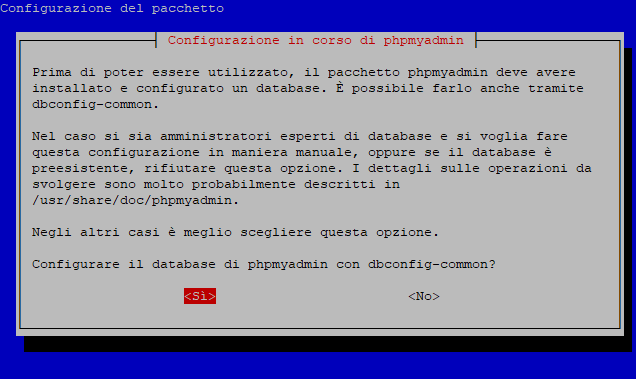 Configurazione del pacchetto
Configurazione in corso di phpmyadmin
Prima di poter essere utilizzato, il pacchetto phpmyadmin deve avere
installato e configurato un database. È possibile farlo anche tramite
dbconfig-common.
Nel caso si sia amministratori esperti di database e si voglia fare
questa configurazione in maniera manuale, oppure se il database è
preesistente, rifiutare questa opzione. I dettagli sulle operazioni da
svolgere sono molto probabilmente descritti in
/usr/share/doc/phpmyadmin.
Negli altri casi è meglio scegliere questa opzione.
Configurare il database di phpmyadmin con dbconfig-common?
<Sì> <No>